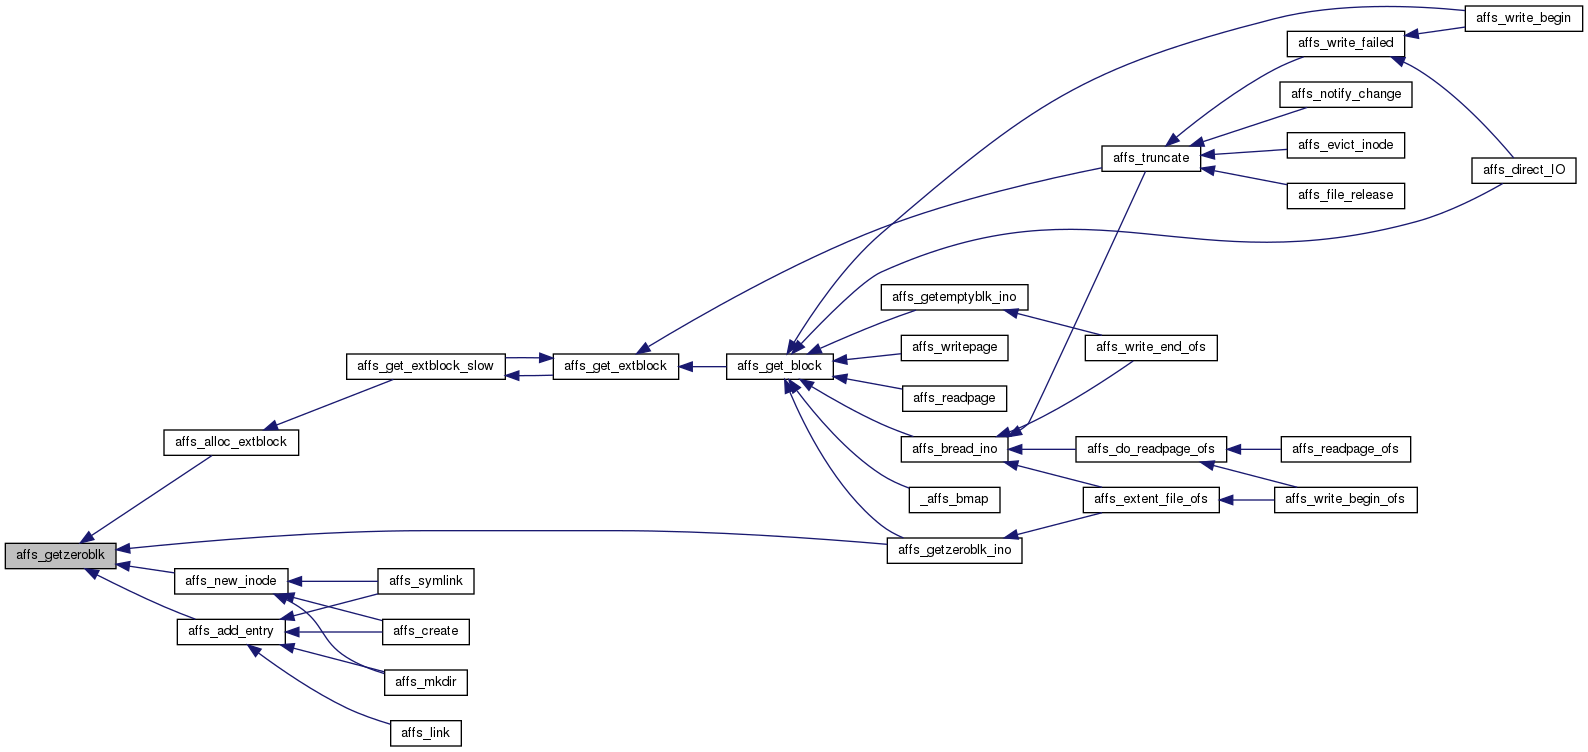 affs_write_begin
affs_write_failed
affs_notify_change
affs_evict_inode
affs_truncate
affs_direct_IO
affs_file_release
affs_getemptyblk_ino
affs_writepage
affs_write_end_ofs
affs_get_extblock_slow
affs_get_extblock
affs_get_block
affs_readpage
affs_alloc_extblock
affs_bread_ino
affs_do_readpage_ofs
affs_readpage_ofs
_affs_bmap
affs_extent_file_ofs
affs_write_begin_ofs
affs_getzeroblk
affs_getzeroblk_ino
affs_new_inode
affs_symlink
affs_add_entry
affs_create
affs_mkdir
affs_link